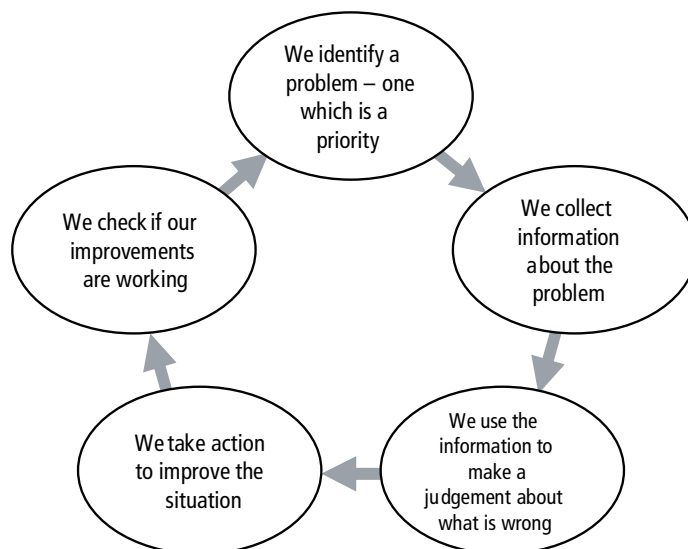 We identify a
problem – one
which is a
priority
We collect
information
about the
problem
We use the
information to
make a
judgement about
what is wrong
We take action
to improve the
situation
We check if our
improvements
are working